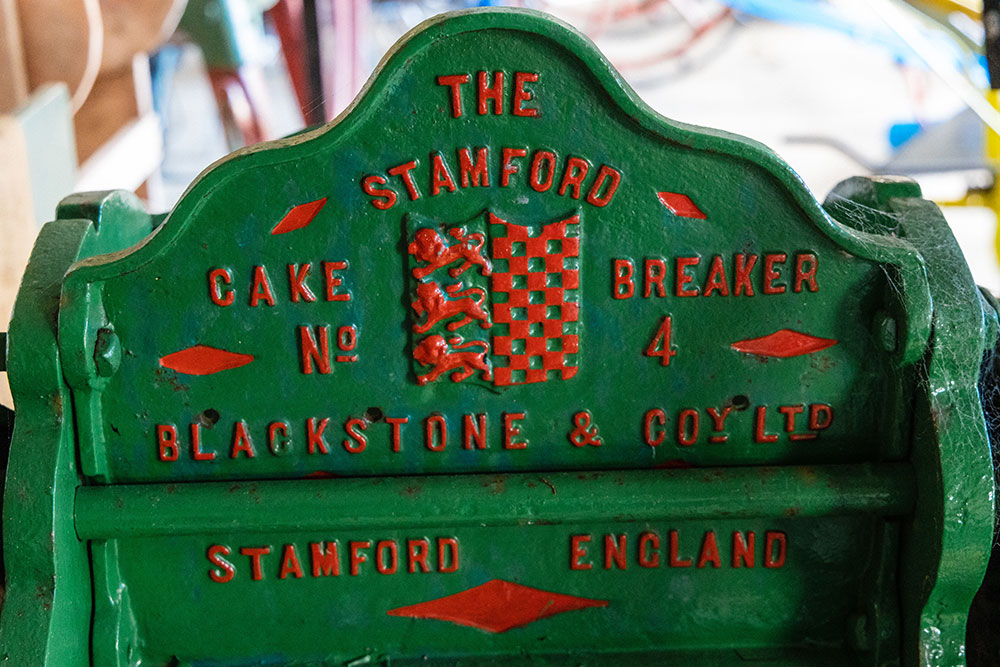 THE
STAMFORD
CAKE BREAKER
No 4
BLACKSTONE & COY LTD
STAMFORD ENGLAND